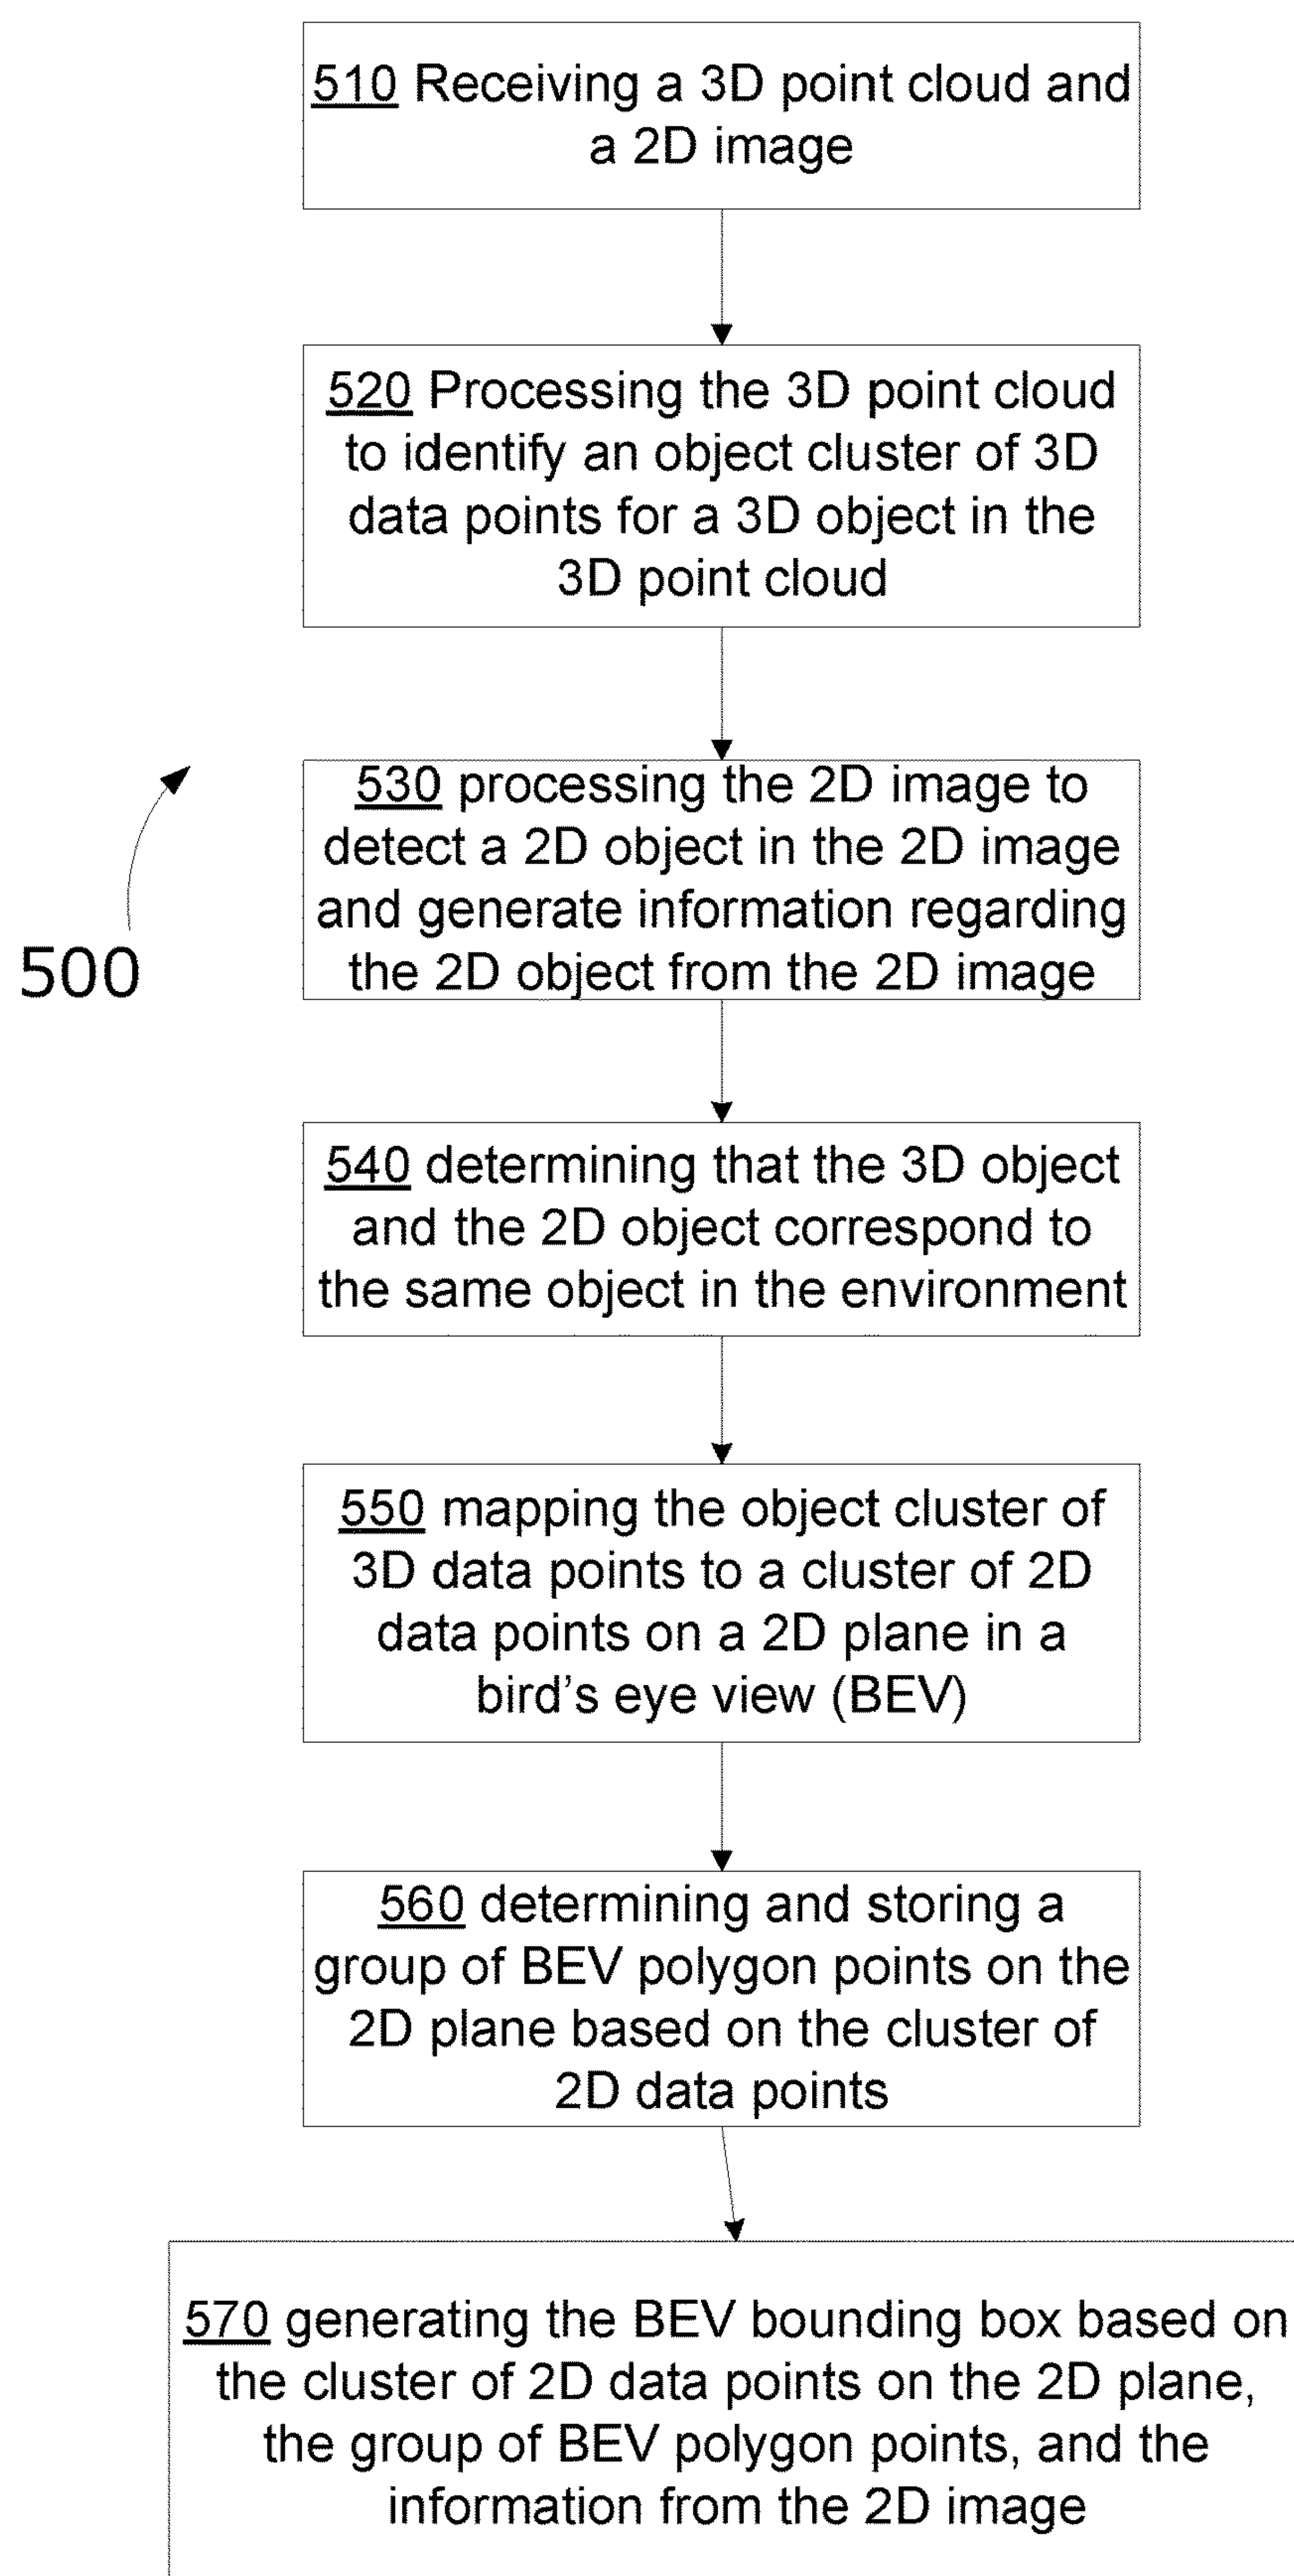 510 Receiving a 3D point cloud and
a 2D image
520 Processing the 3D point cloud
to identify an object cluster of 3D
data points for a 3D object in the
3D point cloud
530 processing the 2D image to
detect a 2D object in the 2D image
and generate information regarding
the 2D object from the 2D image
500
540 determining that the 3D object
and the 2D object correspond to
the same object in the environment
550 mapping the object cluster of
3D data points to a cluster of 2D
data points on a 2D plane in a
bird’s eye view (BEV)
560 determining and storing a
group of BEV polygon points on the
2D plane based on the cluster of
2D data points
570 generating the BEV bounding box based on
the cluster of 2D data points on the 2D plane,
the group of BEV polygon points, and the
information from the 2D image